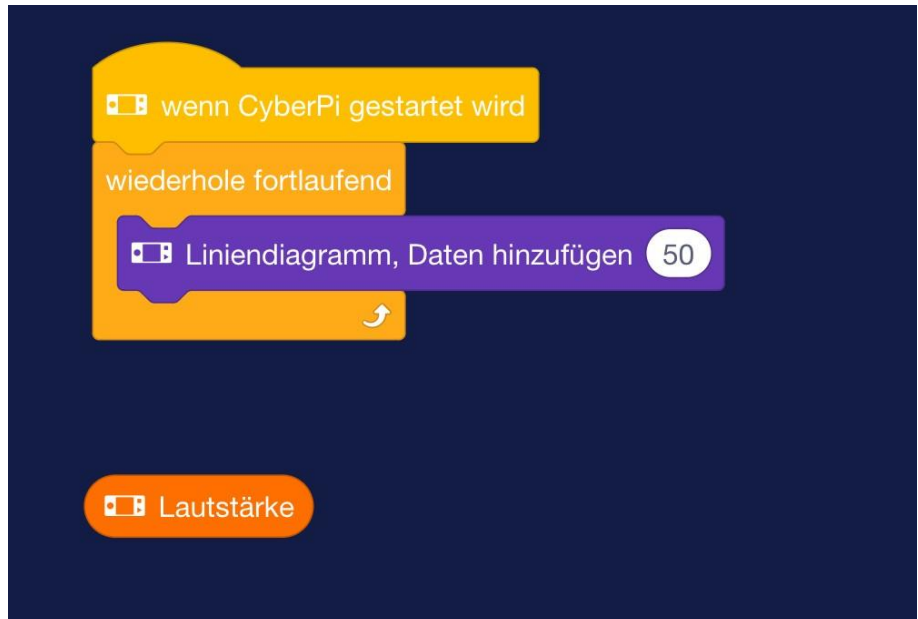 wenn CyberPi gestartet wird
wiederhole fortlaufend
Liniendiagramm, Daten hinzufügen 50
Lautstärke